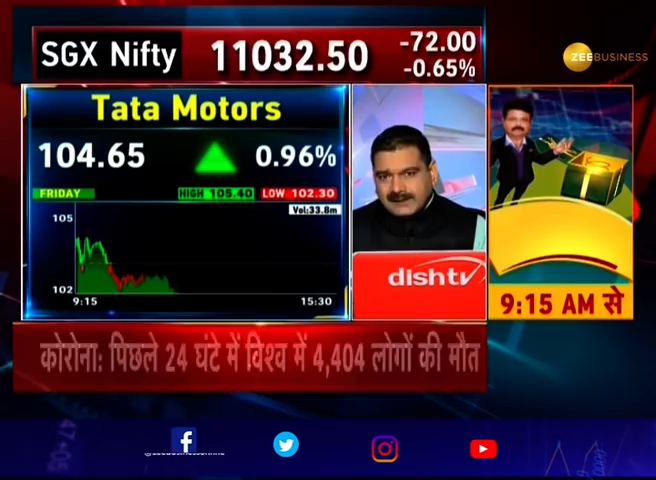 SGX Nifty 11032.50 -72.00
-0.65%
ZEE BUSINESS
Tata Motors
104.65 0.96%
FRIDAY HIGH 105.40 LOW 102.30
Vol:33.8m
105
102
9:15 15:30
dishtv
9:15 AM से
कोरोना: पिछले 24 घंटे में विश्व में 4,404 लोगों की मौत